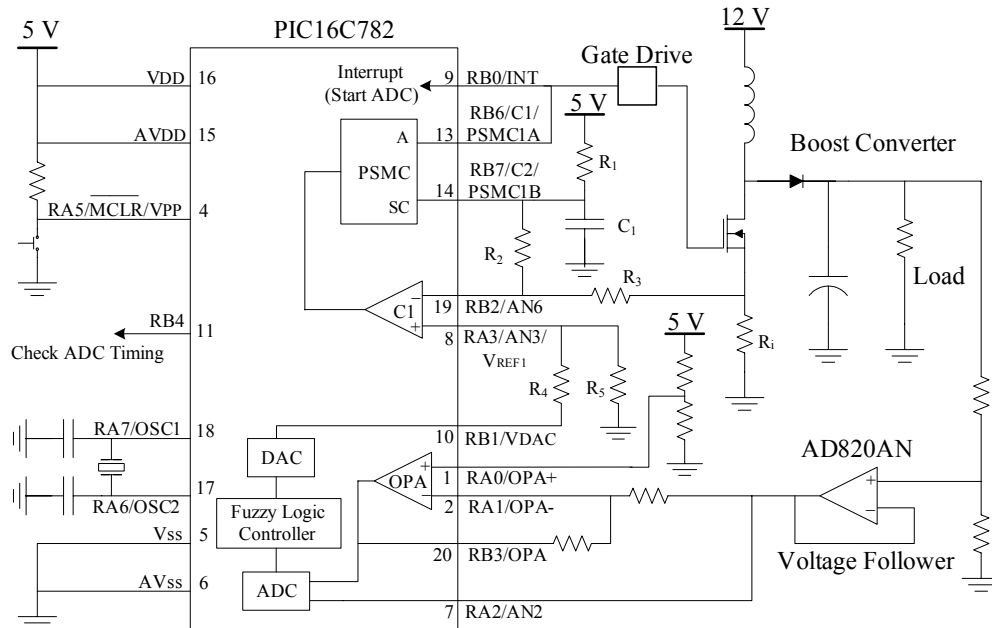 5 V
PIC16C782
12 V
Gate Drive
VDD 16
Interrupt
(Start ADC)
9 RB0/INT
5 V
RB6/C1/
13 PSMC1A
AVDD 15
A
PSMC
SC
RB7/C2/
14 PSMC1B
R1
Boost Converter
RA5/MCLR/VPP 4
C1
R2
R3
Load
C1
−
+
19 RB2/AN6
RB4 11
Check ADC Timing
8 RA3/AN3/
VREF1
5 V
Ri
R4
R5
RA7/OSC1 18
10 RB1/VDAC
DAC
AD820AN
OPA
+
−
1 RA0/OPA+
+
−
RA6/OSC2 17
2 RA1/OPA-
Fuzzy Logic
Controller
Vss 5
20 RB3/OPA
Voltage Follower
AVss 6
ADC
7 RA2/AN2